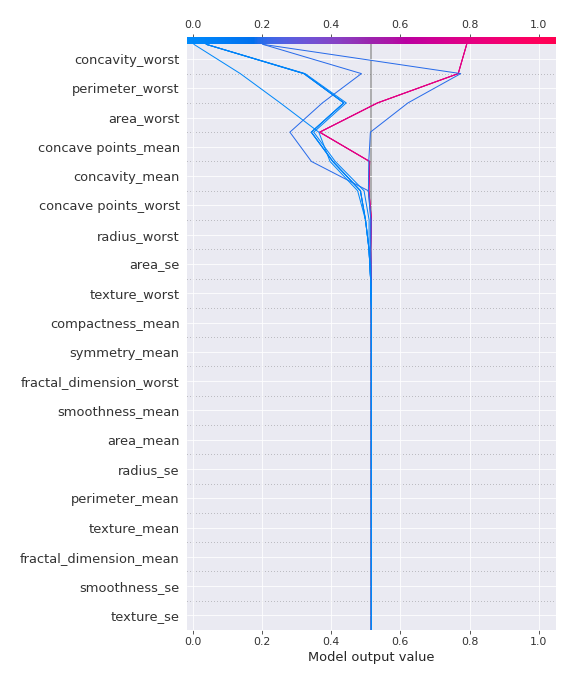 0.0 0.2 0.4 0.6 0.8 1.0
concavity_worst
perimeter_worst
area_worst
concave points_mean
concavity_mean
concave points_worst
radius_worst
area_se
texture_worst
compactness_mean
symmetry_mean
fractal_dimension_worst
smoothness_mean
area_mean
radius_se
perimeter_mean
texture_mean
fractal_dimension_mean
smoothness_se
texture_se
0.0 0.2 0.4 0.6 0.8 1.0
Model output value